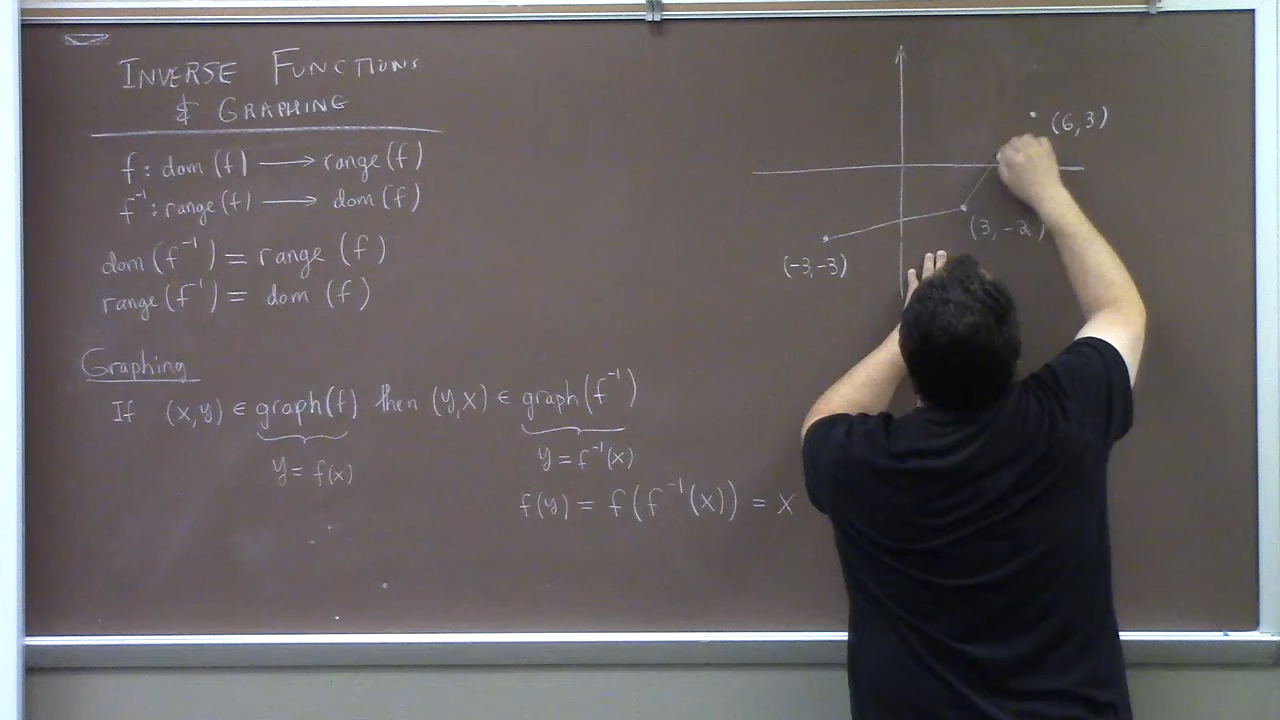 INVERSE FUNCTIONS
& GRAPHING
f : dom (f) ⟶ range (f)
f⁻¹ : range (f) ⟶ dom (f)
dom (f⁻¹) = range (f)
range (f⁻¹) = dom (f)
Graphing
If (x,y) ∈ graph(f) then (y,x) ∈ graph(f⁻¹)
y = f(x)
y = f⁻¹(x)
f(y) = f(f⁻¹(x)) = x
(6,3)
(3,-2)
(-3,-3)